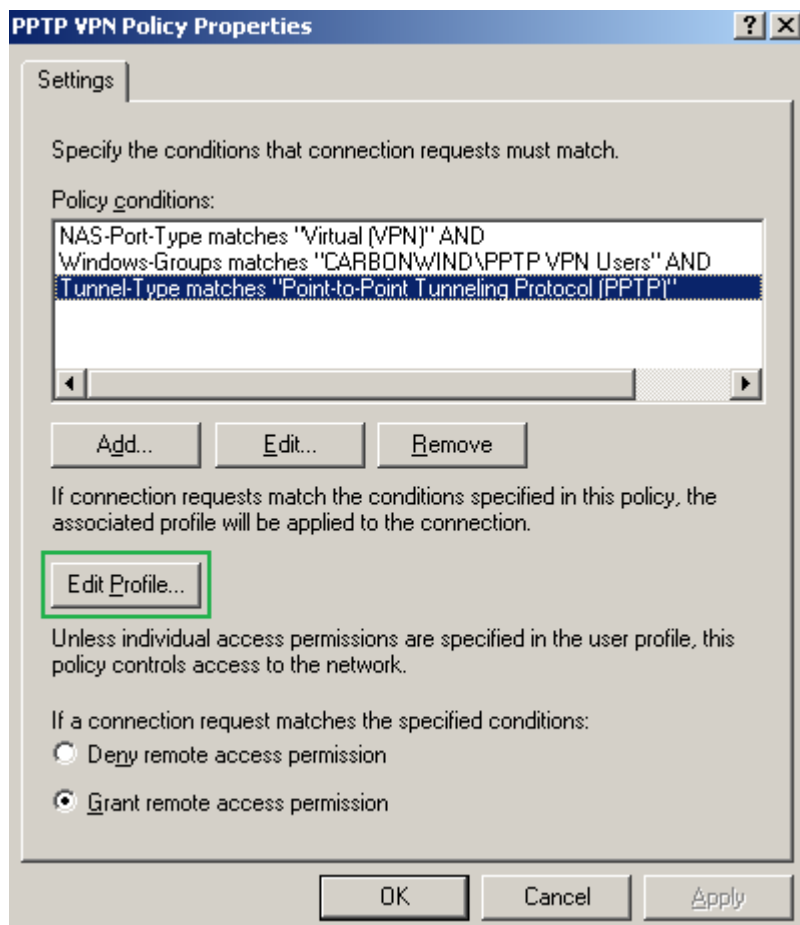 PPTP VPN Policy Properties
Settings
Specify the conditions that connection requests must match.
Policy conditions:
NAS-Port-Type matches "Virtual (VPN)" AND
Windows-Groups matches "CARBONWIND\PPTP VPN Users" AND
Tunnel-Type matches "Point-to-Point Tunneling Protocol (PPTP)"
Add... Edit... Remove
If connection requests match the conditions specified in this policy, the
associated profile will be applied to the connection.
Edit Profile...
Unless individual access permissions are specified in the user profile, this
policy controls access to the network.
If a connection request matches the specified conditions:
Deny remote access permission
Grant remote access permission
OK Cancel Apply